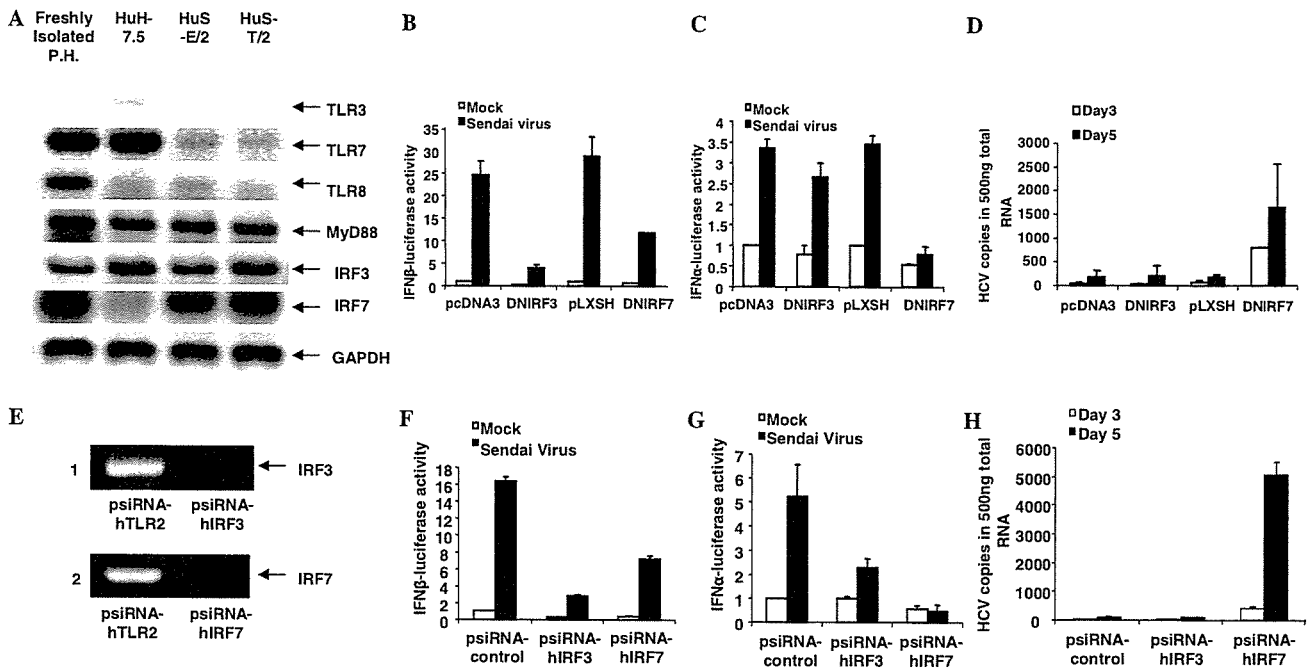 A
Freshly Isolated P.H.
HuH-7.5
HuS-E/2
HuS-T/2
TLR3
TLR7
TLR8
MyD88
IRF3
IRF7
GAPDH
B
Mock
Sendai virus
IFNβ-luciferase activity
35
30
25
20
15
10
5
0
pcDNA3 DNIRF3 pLXSH DNIRF7
C
Mock
Sendai virus
IFNα-luciferase activity
4
3.5
3
2.5
2
1.5
1
0.5
0
pcDNA3 DNIRF3 pLXSH DNIRF7
D
Day3
Day5
HCV copies in 500ng total RNA
3000
2500
2000
1500
1000
500
0
pcDNA3 DNIRF3 pLXSH DNIRF7
E
1
IRF3
psiRNA-hTLR2 psiRNA-hIRF3
2
IRF7
psiRNA-hTLR2 psiRNA-hIRF7
F
Mock
Sendai Virus
IFNβ-luciferase activity
18
16
14
12
10
8
6
4
2
0
psiRNA-control psiRNA-hIRF3 psiRNA-hIRF7
G
Mock
Sendai Virus
IFNα-luciferase activity
7
6
5
4
3
2
1
0
psiRNA-control psiRNA-hIRF3 psiRNA-hIRF7
H
Day 3
Day 5
HCV copies in 500ng total RNA
6000
5000
4000
3000
2000
1000
0
psiRNA-control psiRNA-hIRF3 psiRNA-hIRF7